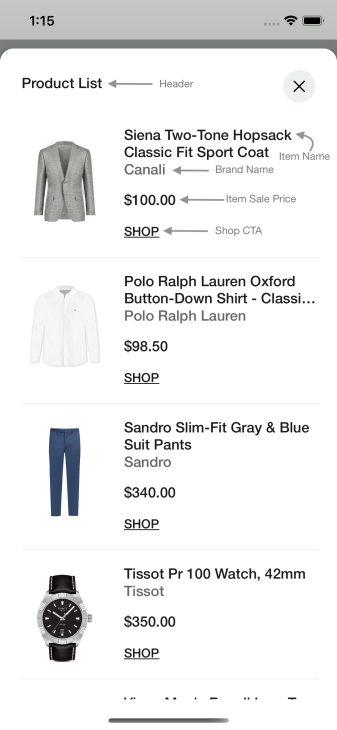 1:15
Product List
Header
Siena Two-Tone Hopsack
Classic Fit Sport Coat
Item Name
Canali
Brand Name
$100.00
Item Sale Price
SHOP
Shop CTA
Polo Ralph Lauren Oxford
Button-Down Shirt - Classi...
Polo Ralph Lauren
$98.50
SHOP
Sandro Slim-Fit Gray & Blue
Suit Pants
Sandro
$340.00
SHOP
Tissot Pr 100 Watch, 42mm
Tissot
$350.00
SHOP